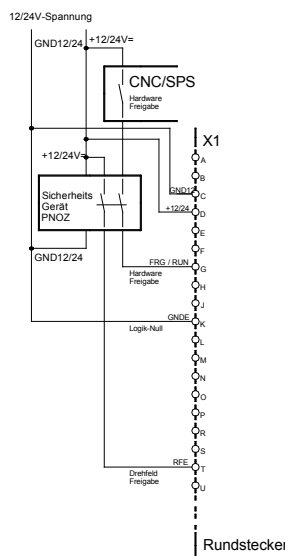 12/24V-Spannung
GND12/24
+12/24V=
CNC/SPS
Hardware
Freigabe
X1
A
B
+12/24V=
GND12
C
+12/24
D
Sicherheits
Gerät
PNOZ
E
F
GND12/24
FRG / RUN
G
Hardware
Freigabe
H
J
GNDE
K
Logik-Null
L
M
N
O
P
R
S
RFE
T
Drehfeld
Freigabe
U
Rundstecker